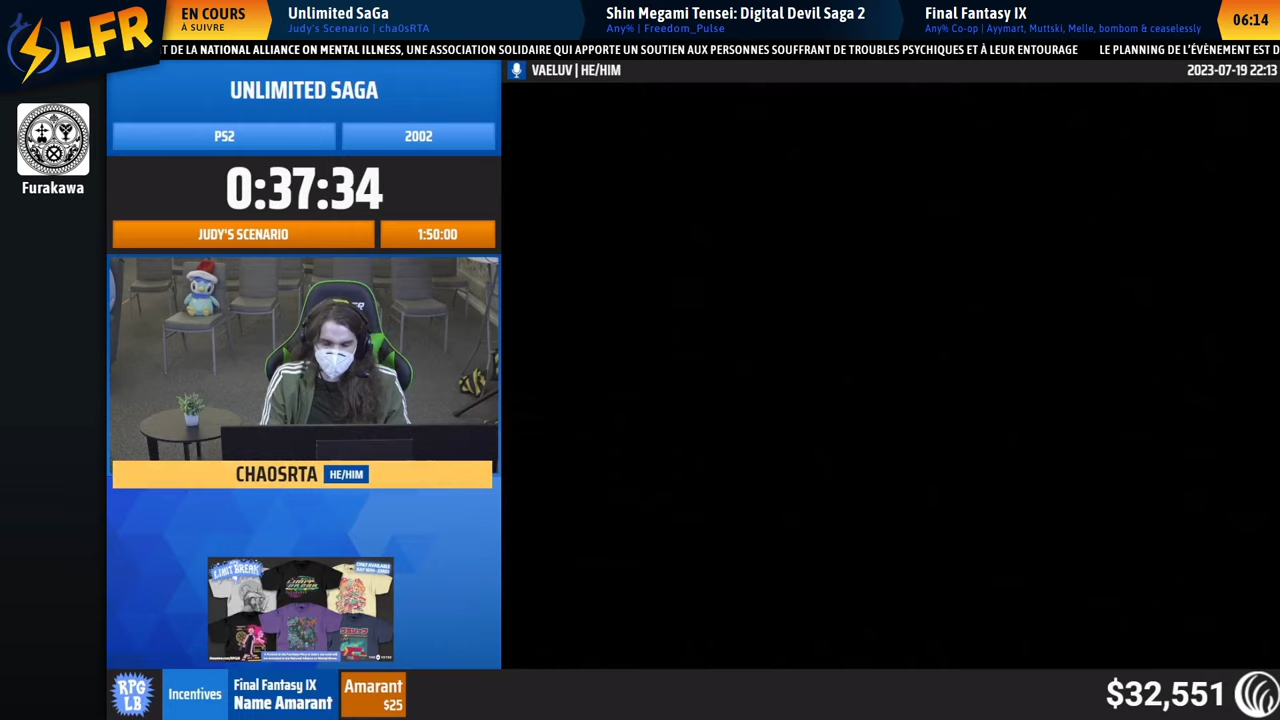 LFR
EN COURS
À SUIVRE
Unlimited SaGa
Judy's Scenario | cha0sRTA
Shin Megami Tensei: Digital Devil Saga 2
Any% | Freedom_Pulse
Final Fantasy IX
Any% Co-op | Ayymart, Muttski, Melle, bombom & ceaselessly
06:14
T DE LA NATIONAL ALLIANCE ON MENTAL ILLNESS, UNE ASSOCIATION SOLIDAIRE QUI APPORTE UN SOUTIEN AUX PERSONNES SOUFFRANT DE TROUBLES PSYCHIQUES ET À LEUR ENTOURAGE
LE PLANNING DE L'ÉVÈNEMENT EST D
VAELUV | HE/HIM
2023-07-19 22:13
Furakawa
UNLIMITED SAGA
PS2
2002
0:37:34
JUDY'S SCENARIO
1:50:00
CHA0SRTA
HE/HIM
LIMIT BREAK
RPG
LB
Incentives
Final Fantasy IX
Name Amarant
Amarant
$25
$32,551